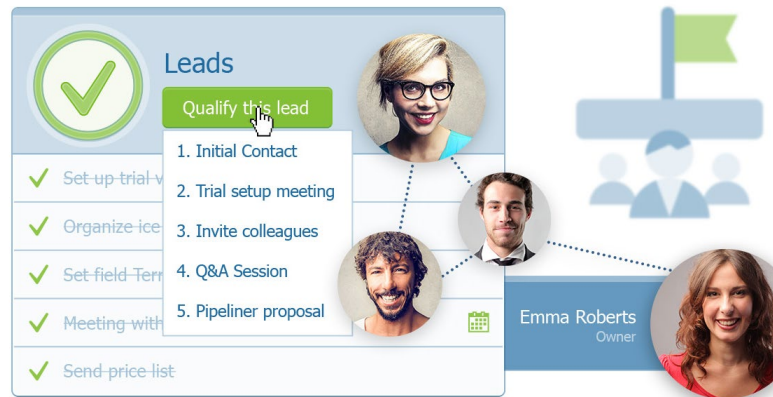 Leads
Qualify this lead
1. Initial Contact
2. Trial setup meeting
3. Invite colleagues
4. Q&A Session
5. Pipeliner proposal
Set up trial
Organize ice
Set field
Meeting with
Send price list
Emma Roberts
Owner